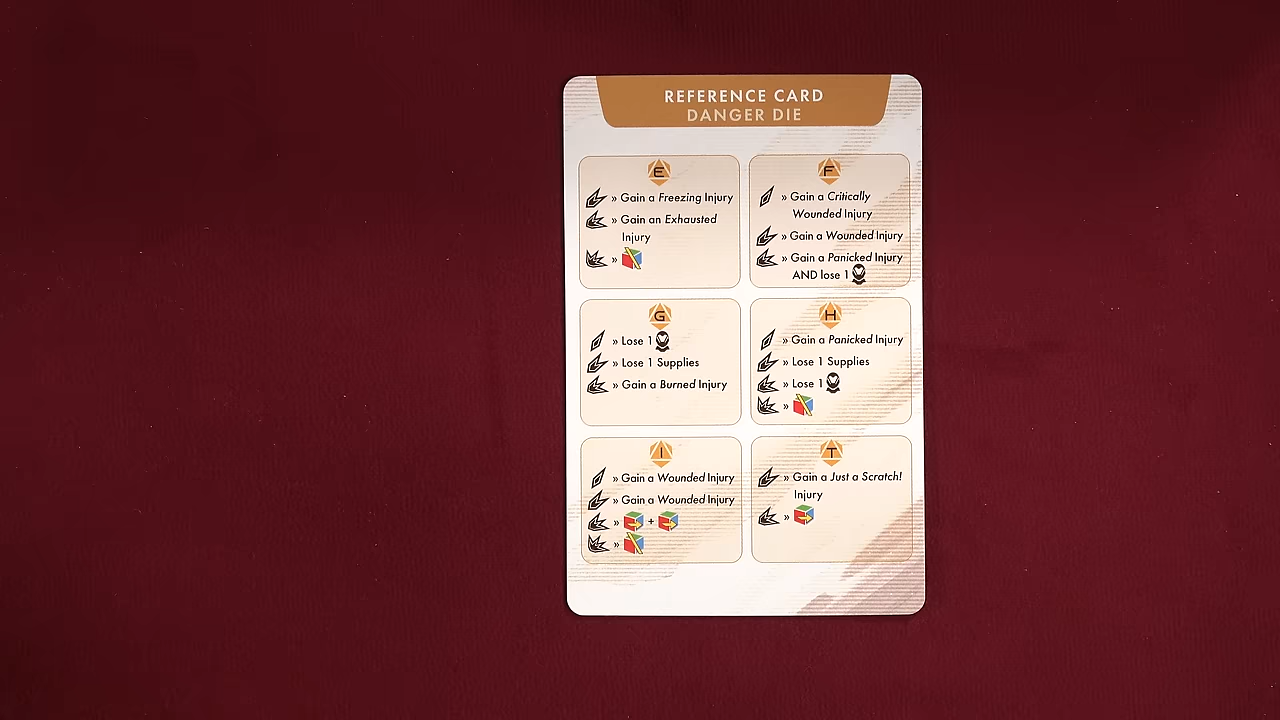 REFERENCE CARD
DANGER DIE
E
» Gain a Freezing Injury
» Gain an Exhausted
Injury
»
F
» Gain a Critically
Wounded Injury
» Gain a Wounded Injury
» Gain a Panicked Injury
AND lose 1
G
» Lose 1
» Lose 1 Supplies
» Gain a Burned Injury
H
» Gain a Panicked Injury
» Lose 1 Supplies
» Lose 1
»
I
» Gain a Wounded Injury
» Gain a Wounded Injury
» +
»
T
» Gain a Just a Scratch!
Injury
»